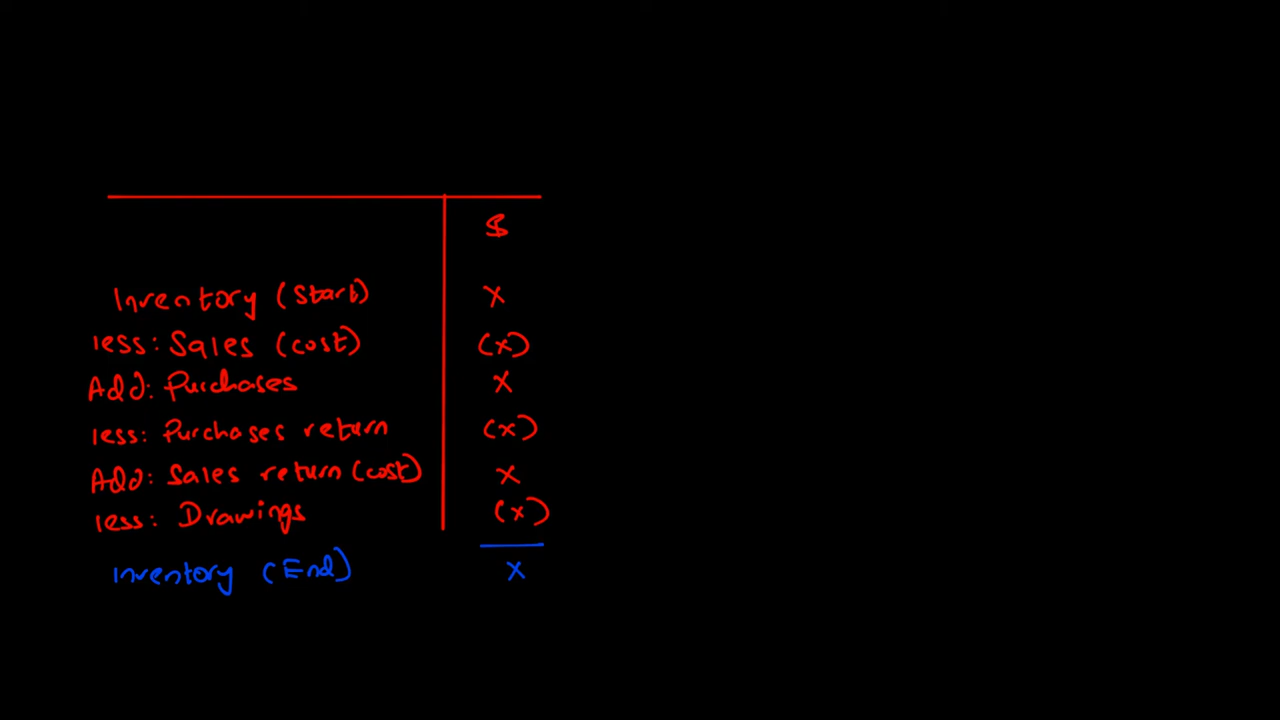 $
Inventory (Start) X
less: Sales (cost) (x)
Add: Purchases X
less: Purchases return (x)
Add: Sales return (cost) X
less: Drawings (x)
Inventory (End) X